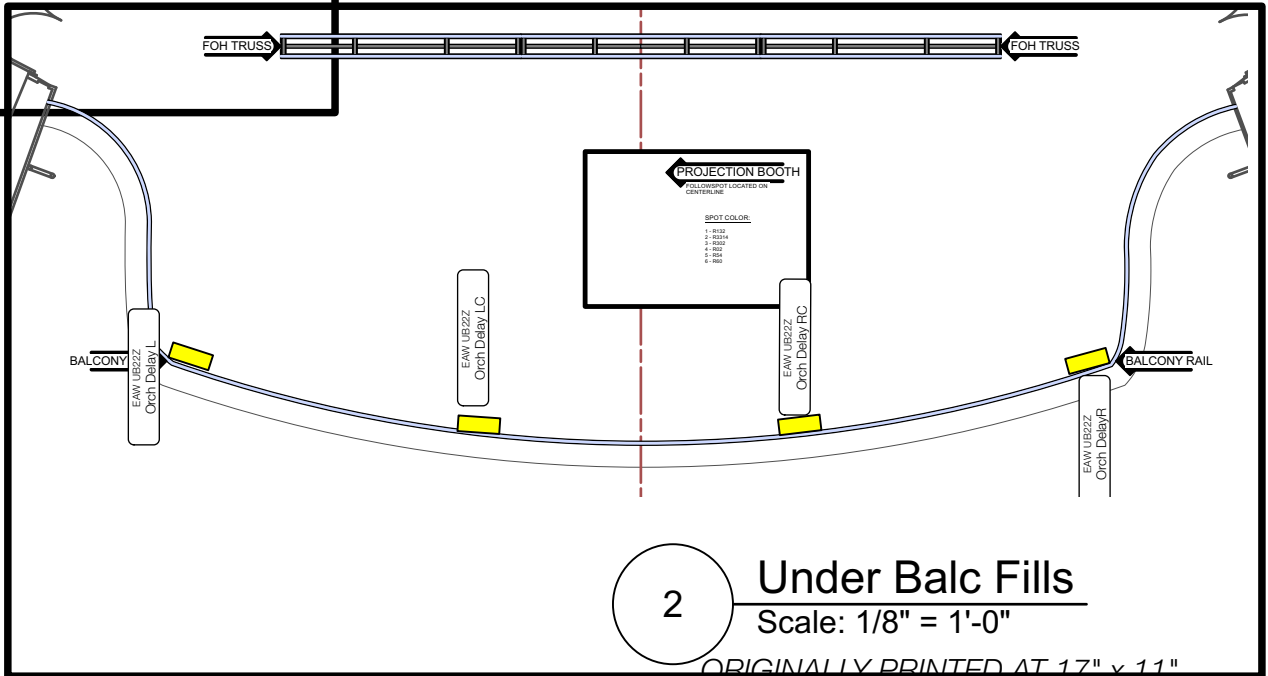 FOH TRUSS
FOH TRUSS
PROJECTION BOOTH
FOLLOWSPOT LOCATED ON
CENTERLINE
SPOT COLOR:
1 - R132
2 - R3314
3 - R302
4 - R02
5 - R54
6 - R60
BALCONY
EAW UB22Z
Orch Delay L
EAW UB22Z
Orch Delay LC
EAW UB22Z
Orch Delay RC
BALCONY RAIL
EAW UB22Z
Orch DelayR
2
Under Balc Fills
Scale: 1/8" = 1'-0"
ORIGINALLY PRINTED AT 17" x 11"